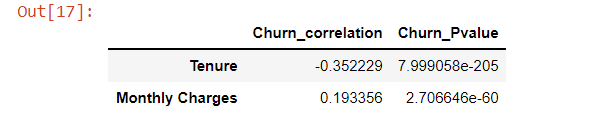 Out[17]:
Churn_correlation Churn_Pvalue
Tenure -0.352229 7.999058e-205
Monthly Charges 0.193356 2.706646e-60